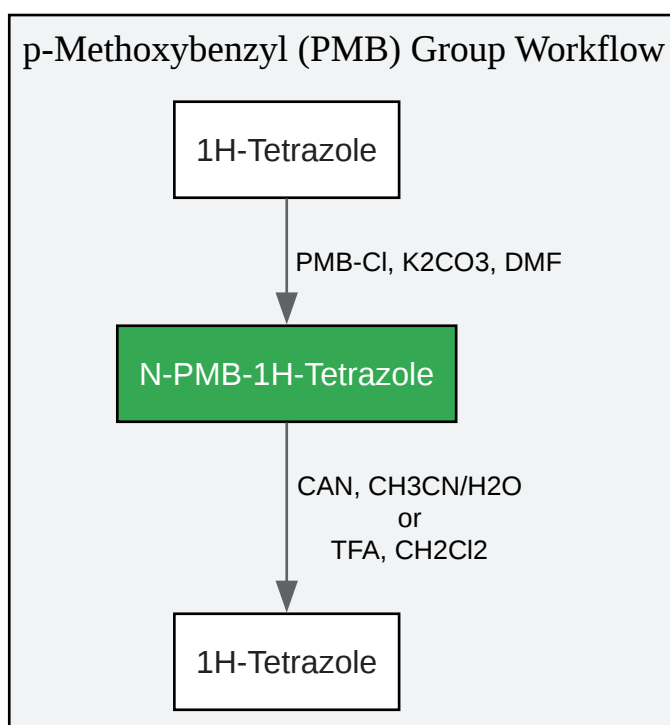 p-Methoxybenzyl (PMB) Group Workflow
1H-Tetrazole
PMB-Cl, K2CO3, DMF
N-PMB-1H-Tetrazole
CAN, CH3CN/H2O
or
TFA, CH2Cl2
1H-Tetrazole